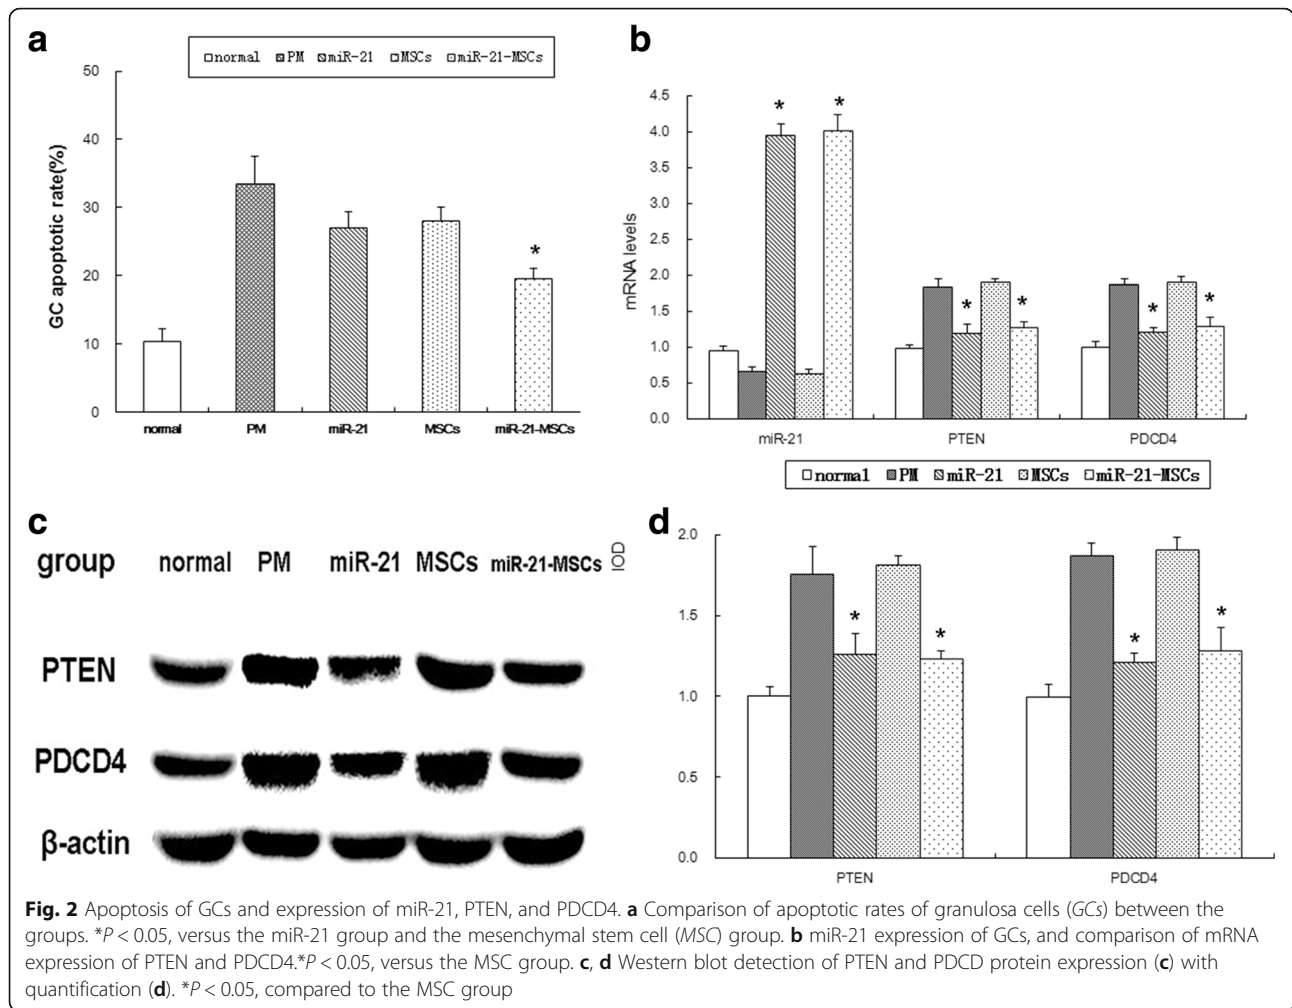 a
□normal ▩PM ▧miR-21 ▨MSCs ▨miR-21-MSCs
GC apoptotic rate(%)
50
40
30
20
10
0
*
normal PM miR-21 MSCs miR-21-MSCs
b
mRNA levels
4.5
4.0
3.5
3.0
2.5
2.0
1.5
1.0
0.5
0.0
* *
* * * *
miR-21 PTEN PDCD4
normal PM miR-21 MSCs miR-21-MSCs
c
group normal PM miR-21 MSCs miR-21-MSCs
PTEN
PDCD4
β-actin
d
IOD
2.0
1.5
1.0
0.5
0.0
* * * *
PTEN PDCD4
Fig. 2 Apoptosis of GCs and expression of miR-21, PTEN, and PDCD4. a Comparison of apoptotic rates of granulosa cells (GCs) between the
groups. *P < 0.05, versus the miR-21 group and the mesenchymal stem cell (MSC) group. b miR-21 expression of GCs, and comparison of mRNA
expression of PTEN and PDCD4.*P < 0.05, versus the MSC group. c, d Western blot detection of PTEN and PDCD protein expression (c) with
quantification (d). *P < 0.05, compared to the MSC group